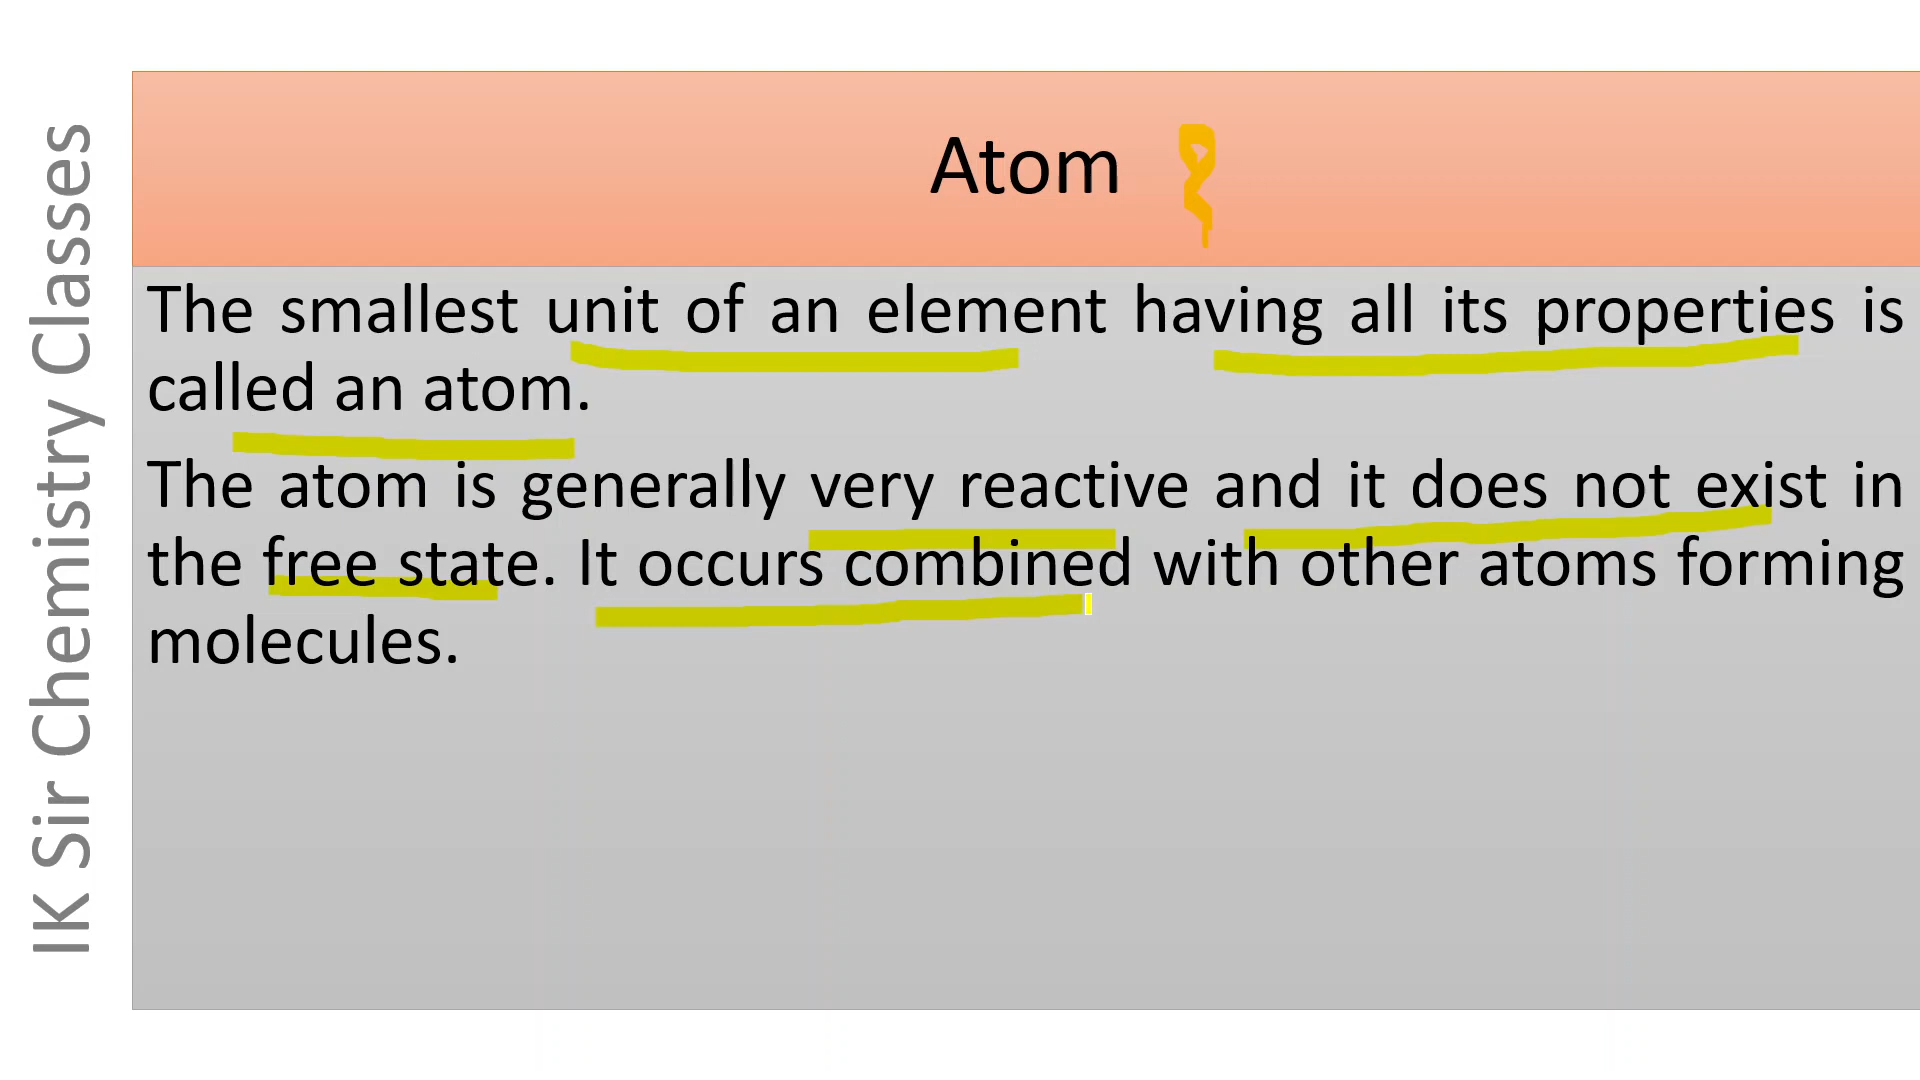 IK Sir Chemistry Classes
Atom
The smallest unit of an element having all its properties is
called an atom.
The atom is generally very reactive and it does not exist in
the free state. It occurs combined with other atoms forming
molecules.